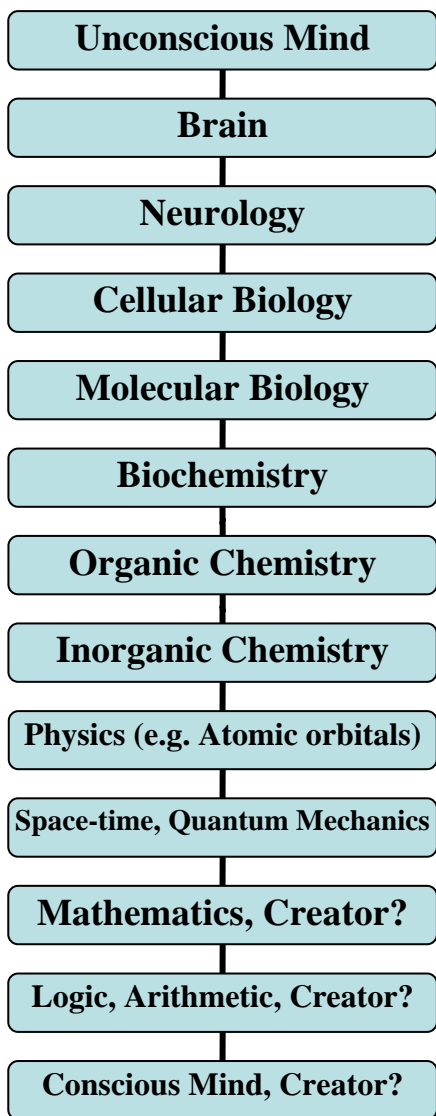 Unconscious Mind
Brain
Neurology
Cellular Biology
Molecular Biology
Biochemistry
Organic Chemistry
Inorganic Chemistry
Physics (e.g. Atomic orbitals)
Space-time, Quantum Mechanics
Mathematics, Creator?
Logic, Arithmetic, Creator?
Conscious Mind, Creator?